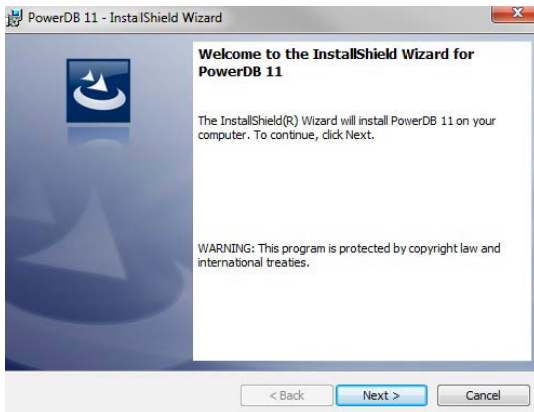 PowerDB 11 - InstallShield Wizard
Welcome to the InstallShield Wizard for
PowerDB 11
The InstallShield(R) Wizard will install PowerDB 11 on your
computer. To continue, click Next.
WARNING: This program is protected by copyright law and
international treaties.
< Back
Next >
Cancel